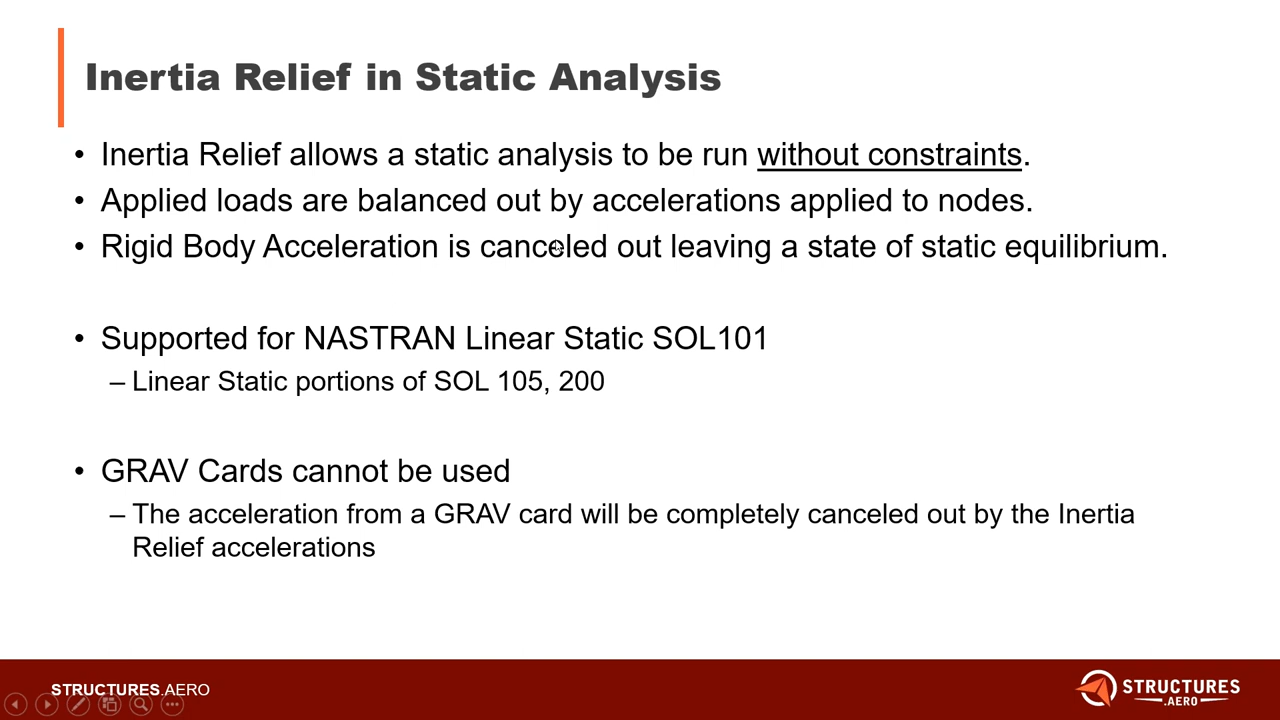 Inertia Relief in Static Analysis
• Inertia Relief allows a static analysis to be run without constraints.
• Applied loads are balanced out by accelerations applied to nodes.
• Rigid Body Acceleration is canceled out leaving a state of static equilibrium.
• Supported for NASTRAN Linear Static SOL101
– Linear Static portions of SOL 105, 200
• GRAV Cards cannot be used
– The acceleration from a GRAV card will be completely canceled out by the Inertia
Relief accelerations
STRUCTURES.AERO
STRUCTURES
.AERO